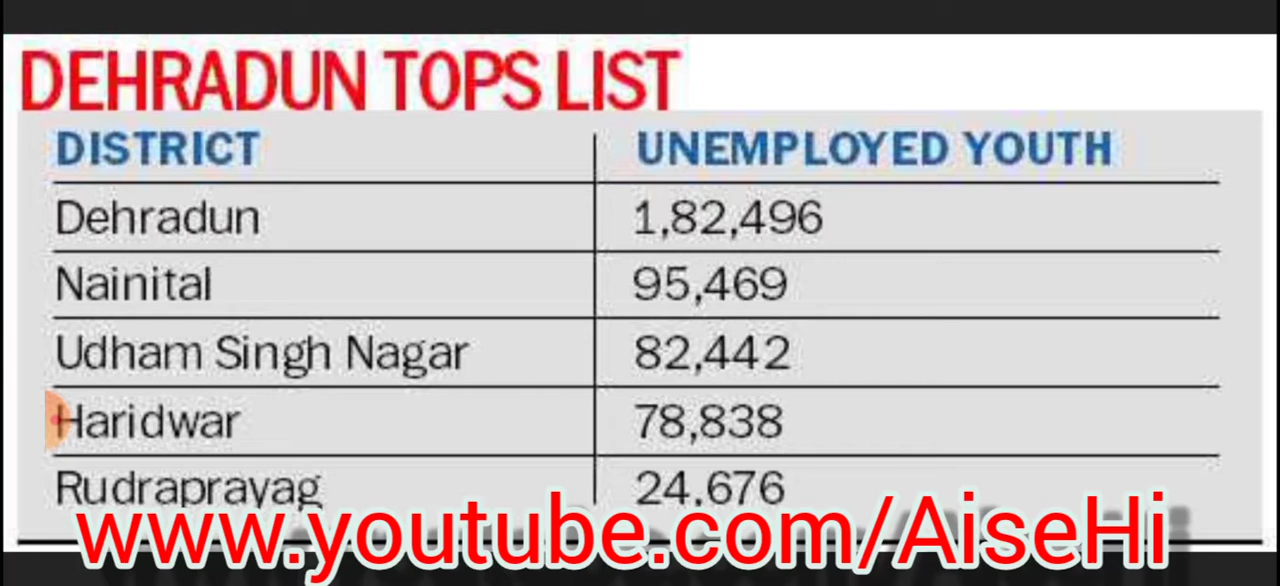 DEHRADUN TOPS LIST
DISTRICT UNEMPLOYED YOUTH
Dehradun 1,82,496
Nainital 95,469
Udham Singh Nagar 82,442
Haridwar 78,838
Rudraprayag 24,676
www.youtube.com/AiseHi